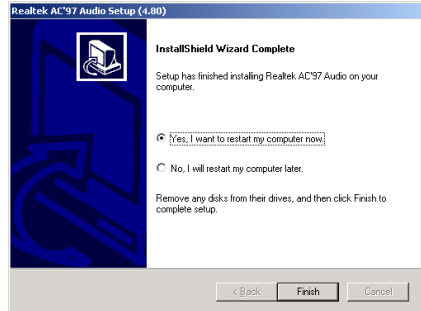 Realtek AC'97 Audio Setup (4.80)
InstallShield Wizard Complete
Setup has finished installing Realtek AC'97 Audio on your
computer.
Yes, I want to restart my computer now.
No, I will restart my computer later.
Remove any disks from their drives, and then click Finish to
complete setup.
< Back Finish Cancel